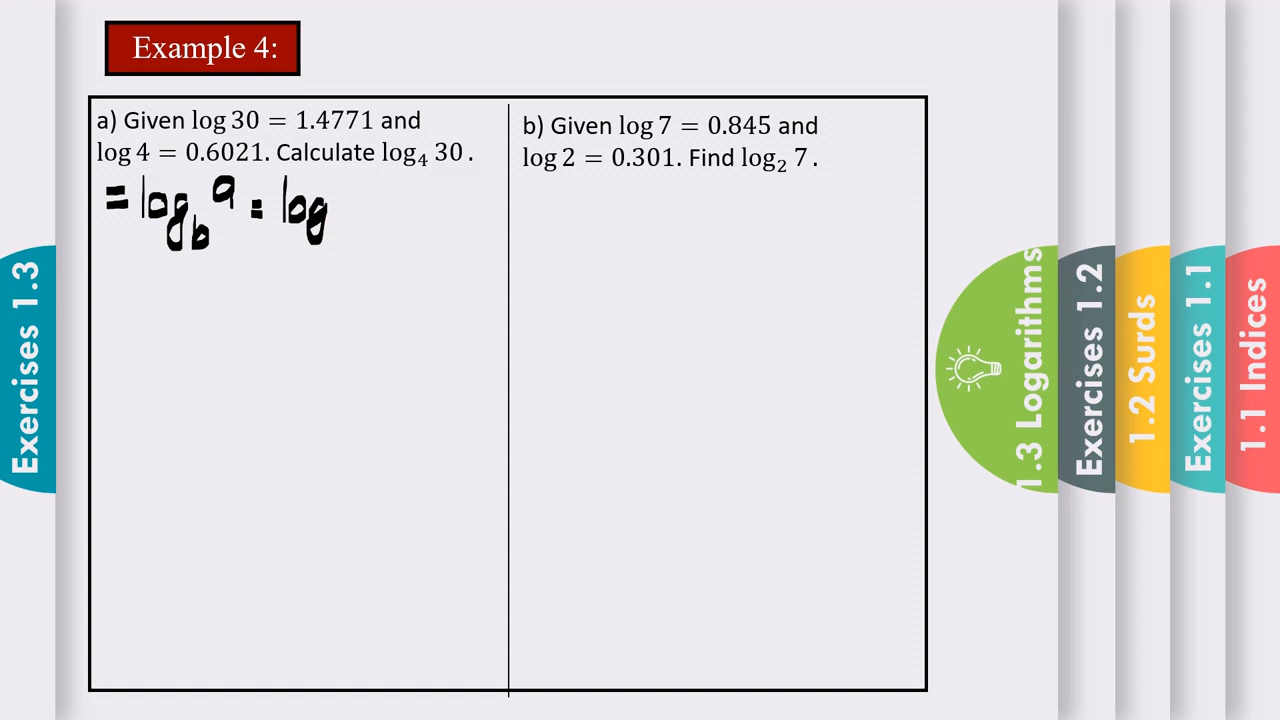 Example 4:
a) Given log 30 = 1.4771 and
log 4 = 0.6021. Calculate log₄ 30 .
= log_b a = log
b) Given log 7 = 0.845 and
log 2 = 0.301. Find log₂ 7 .
Exercises 1.3
1.3 Logarithms
Exercises 1.2
1.2 Surds
Exercises 1.1
1.1 Indices